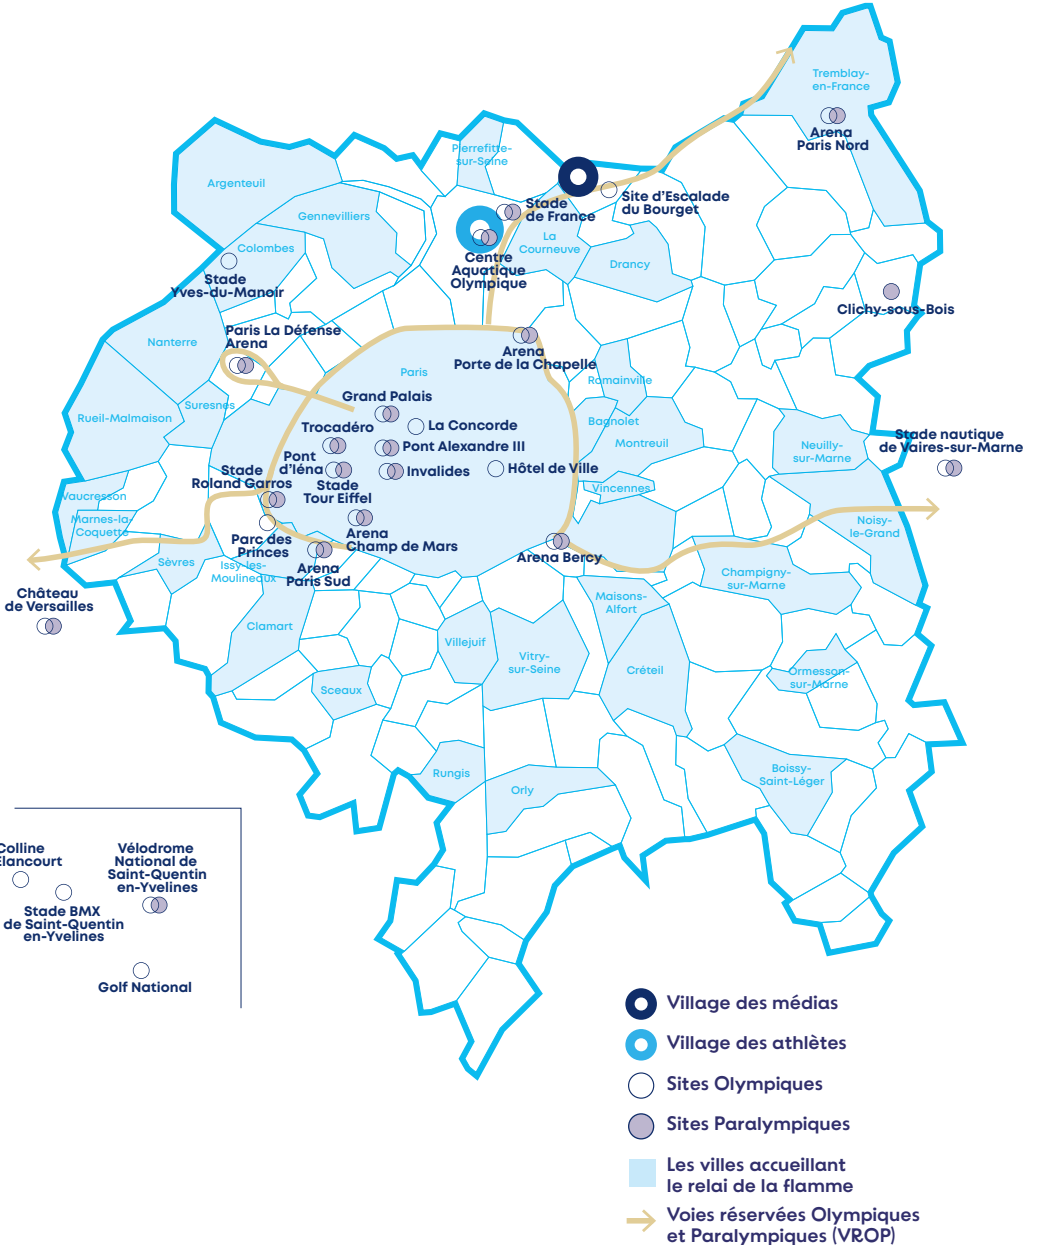 Tremblay-
en-France
Arena
Paris Nord
Pierrefitte-
sur-Seine
Argenteuil
Gennevilliers
Site d’Escalade
du Bourget
Stade
de France
La
Courneuve
Colombes
Drancy
Centre
Aquatique
Olympique
Stade
Yves-du-Manoir
Clichy-sous-Bois
Paris La Défense
Arena
Nanterre
Arena
Porte de la Chapelle
Paris
Romainville
Grand Palais
Suresnes
Rueil-Malmaison
La Concorde
Trocadéro
Bagnolet
Montreuil
Pont Alexandre III
Neuilly-
sur-Marne
Stade nautique
de Vaires-sur-Marne
Pont
d’Iéna
Invalides
Hôtel de Ville
Stade
Roland Garros
Stade
Tour Eiffel
Vincennes
Vaucresson
Marnes-la-
Coquette
Noisy-
le-Grand
Parc des
Princes
Arena
Champ de Mars
Arena Bercy
Sèvres
Issy-les-
Moulineaux
Arena
Paris Sud
Champigny-
sur-Marne
Château
de Versailles
Maisons-
Alfort
Clamart
Villejuif
Vitry-
sur-Seine
Créteil
Ormesson-
sur-Marne
Sceaux
Rungis
Orly
Boissy-
Saint-Léger
Colline
Élancourt
Vélodrome
National de
Saint-Quentin
en-Yvelines
Stade BMX
de Saint-Quentin
en-Yvelines
Golf National
Village des médias
Village des athlètes
Sites Olympiques
Sites Paralympiques
Les villes accueillant
le relai de la flamme
Voies réservées Olympiques
et Paralympiques (VROP)